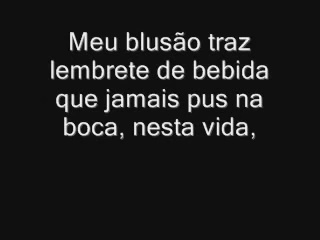 Meu blusão traz
lembrete de bebida
que jamais pus na
boca, nesta vida,